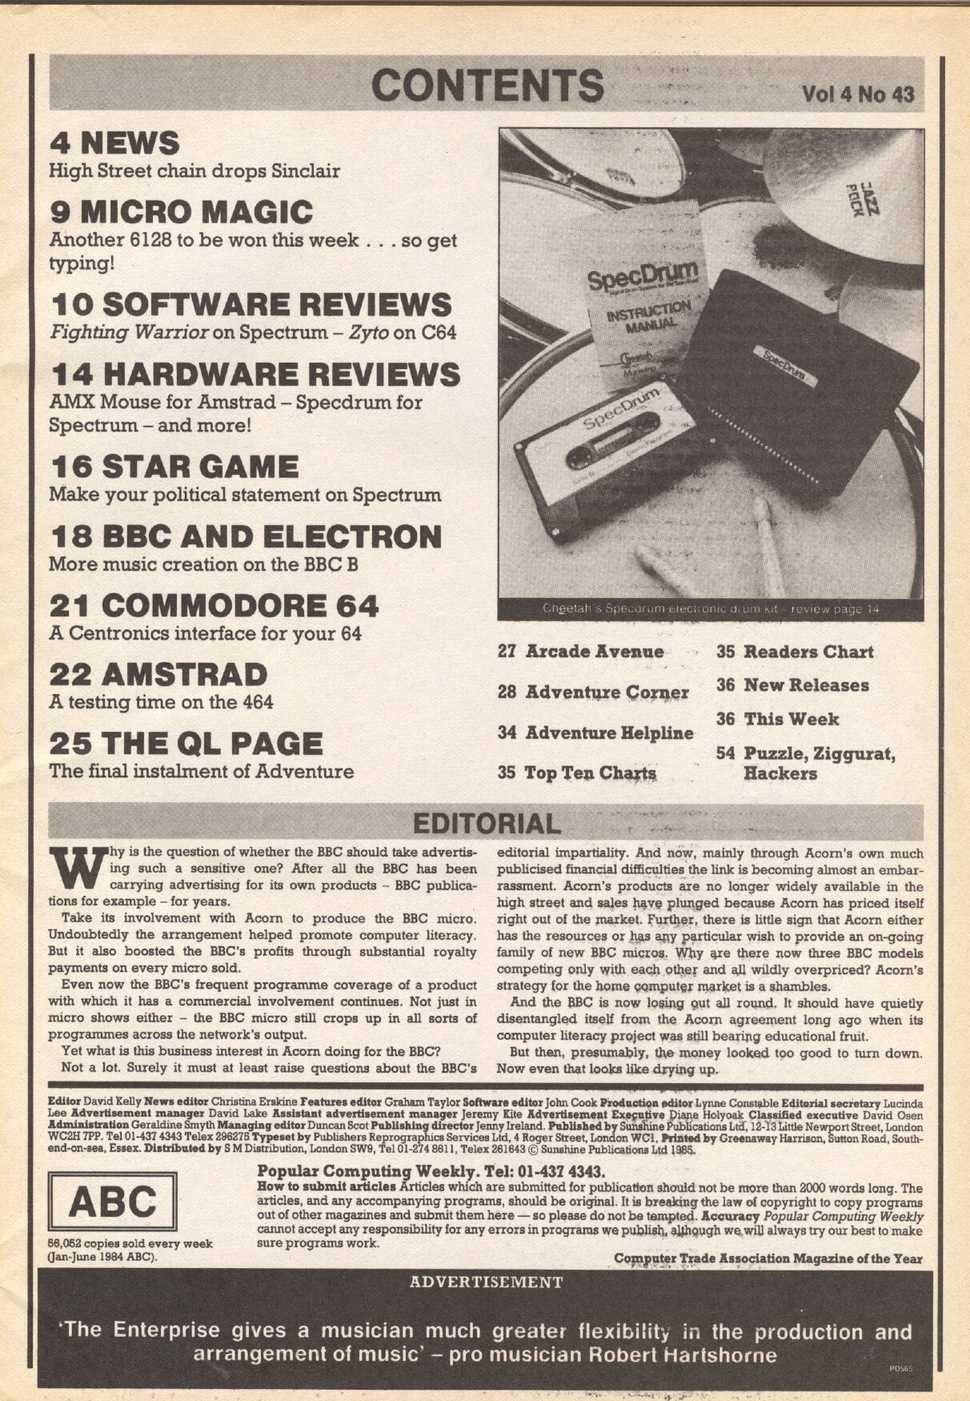 CONTENTS
Vol 4 No 43
4 NEWS
High Street chain drops Sinclair
9 MICRO MAGIC
Another 6128 to be won this week . . . so get
typing!
10 SOFTWARE REVIEWS
Fighting Warrior on Spectrum – Zyto on C64
14 HARDWARE REVIEWS
AMX Mouse for Amstrad – Specdrum for
Spectrum – and more!
16 STAR GAME
Make your political statement on Spectrum
18 BBC AND ELECTRON
More music creation on the BBC B
21 COMMODORE 64
A Centronics interface for your 64
22 AMSTRAD
A testing time on the 464
25 THE QL PAGE
The final instalment of Adventure
JAZZ
ROCK
SpecDrum
INSTRUCTION
MANUAL
Cheetah
Marketing
SpecDrum
SpecDrum
Cheetah's Specdrum electronic drum kit – review page 14
27 Arcade Avenue
28 Adventure Corner
34 Adventure Helpline
35 Top Ten Charts
35 Readers Chart
36 New Releases
36 This Week
54 Puzzle, Ziggurat,
Hackers
EDITORIAL
Why is the question of whether the BBC should take advertis-
ing such a sensitive one? After all the BBC has been
carrying advertising for its own products – BBC publica-
tions for example – for years.
Take its involvement with Acorn to produce the BBC micro.
Undoubtedly the arrangement helped promote computer literacy.
But it also boosted the BBC's profits through substantial royalty
payments on every micro sold.
Even now the BBC's frequent programme coverage of a product
with which it has a commercial involvement continues. Not just in
micro shows either – the BBC micro still crops up in all sorts of
programmes across the network's output.
Yet what is this business interest in Acorn doing for the BBC?
Not a lot. Surely it must at least raise questions about the BBC's
editorial impartiality. And now, mainly through Acorn's own much
publicised financial difficulties the link is becoming almost an embar-
rassment. Acorn's products are no longer widely available in the
high street and sales have plunged because Acorn has priced itself
right out of the market. Further, there is little sign that Acorn either
has the resources or has any particular wish to provide an on-going
family of new BBC micros. Why are there now three BBC models
competing only with each other and all wildly overpriced? Acorn's
strategy for the home computer market is a shambles.
And the BBC is now losing out all round. It should have quietly
disentangled itself from the Acorn agreement long ago when its
computer literacy project was still bearing educational fruit.
But then, presumably, the money looked too good to turn down.
Now even that looks like drying up.
Editor David Kelly News editor Christina Erskine Features editor Graham Taylor Software editor John Cook Production editor Lynne Constable Editorial secretary Lucinda
Lee Advertisement manager David Lake Assistant advertisement manager Jeremy Kite Advertisement Executive Diane Holyoak Classified executive David Osen
Administration Geraldine Smyth Managing editor Duncan Scot Publishing director Jenny Ireland. Published by Sunshine Publications Ltd, 12-13 Little Newport Street, London
WC2H 7PP. Tel 01-437 4343 Telex 296275 Typeset by Publishers Reprographics Services Ltd, 4 Roger Street, London WC1, Printed by Greenaway Harrison, Sutton Road, South-
end-on-sea, Essex. Distributed by S M Distribution, London SW9, Tel 01-274 8611, Telex 261643 © Sunshine Publications Ltd 1985.
ABC
56,052 copies sold every week
(Jan-June 1984 ABC).
Popular Computing Weekly. Tel: 01-437 4343.
How to submit articles Articles which are submitted for publication should not be more than 2000 words long. The
articles, and any accompanying programs, should be original. It is breaking the law of copyright to copy programs
out of other magazines and submit them here — so please do not be tempted. Accuracy Popular Computing Weekly
cannot accept any responsibility for any errors in programs we publish, although we will always try our best to make
sure programs work.
Computer Trade Association Magazine of the Year
ADVERTISEMENT
'The Enterprise gives a musician much greater flexibility in the production and
arrangement of music' – pro musician Robert Hartshorne